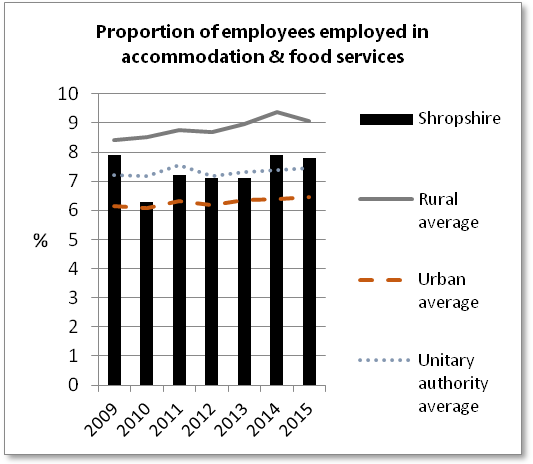 Proportion of employees employed in
accommodation & food services
10
9
8
7
6
5
4
3
2
1
0
%
2009
2010
2011
2012
2013
2014
2015
Shropshire
Rural
average
Urban
average
Unitary
authority
average